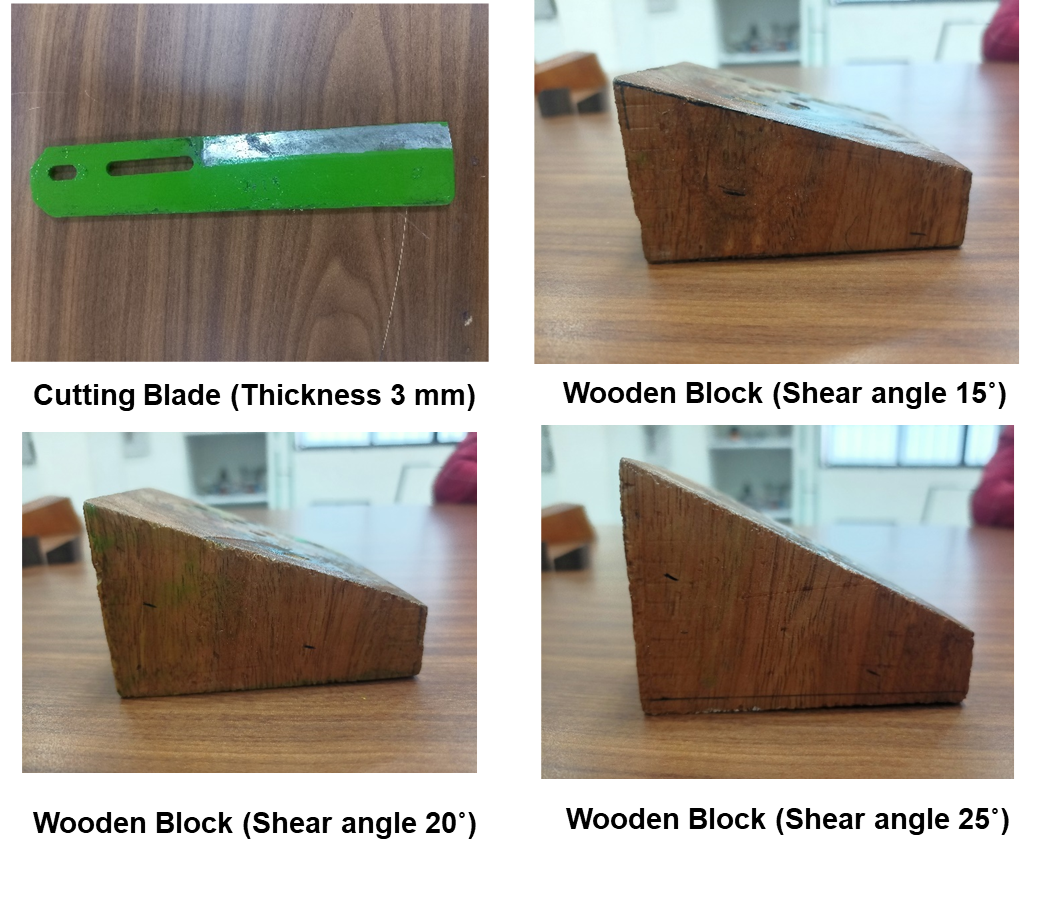 Cutting Blade (Thickness 3 mm)
Wooden Block (Shear angle 15˚)
Wooden Block (Shear angle 20˚)
Wooden Block (Shear angle 25˚)